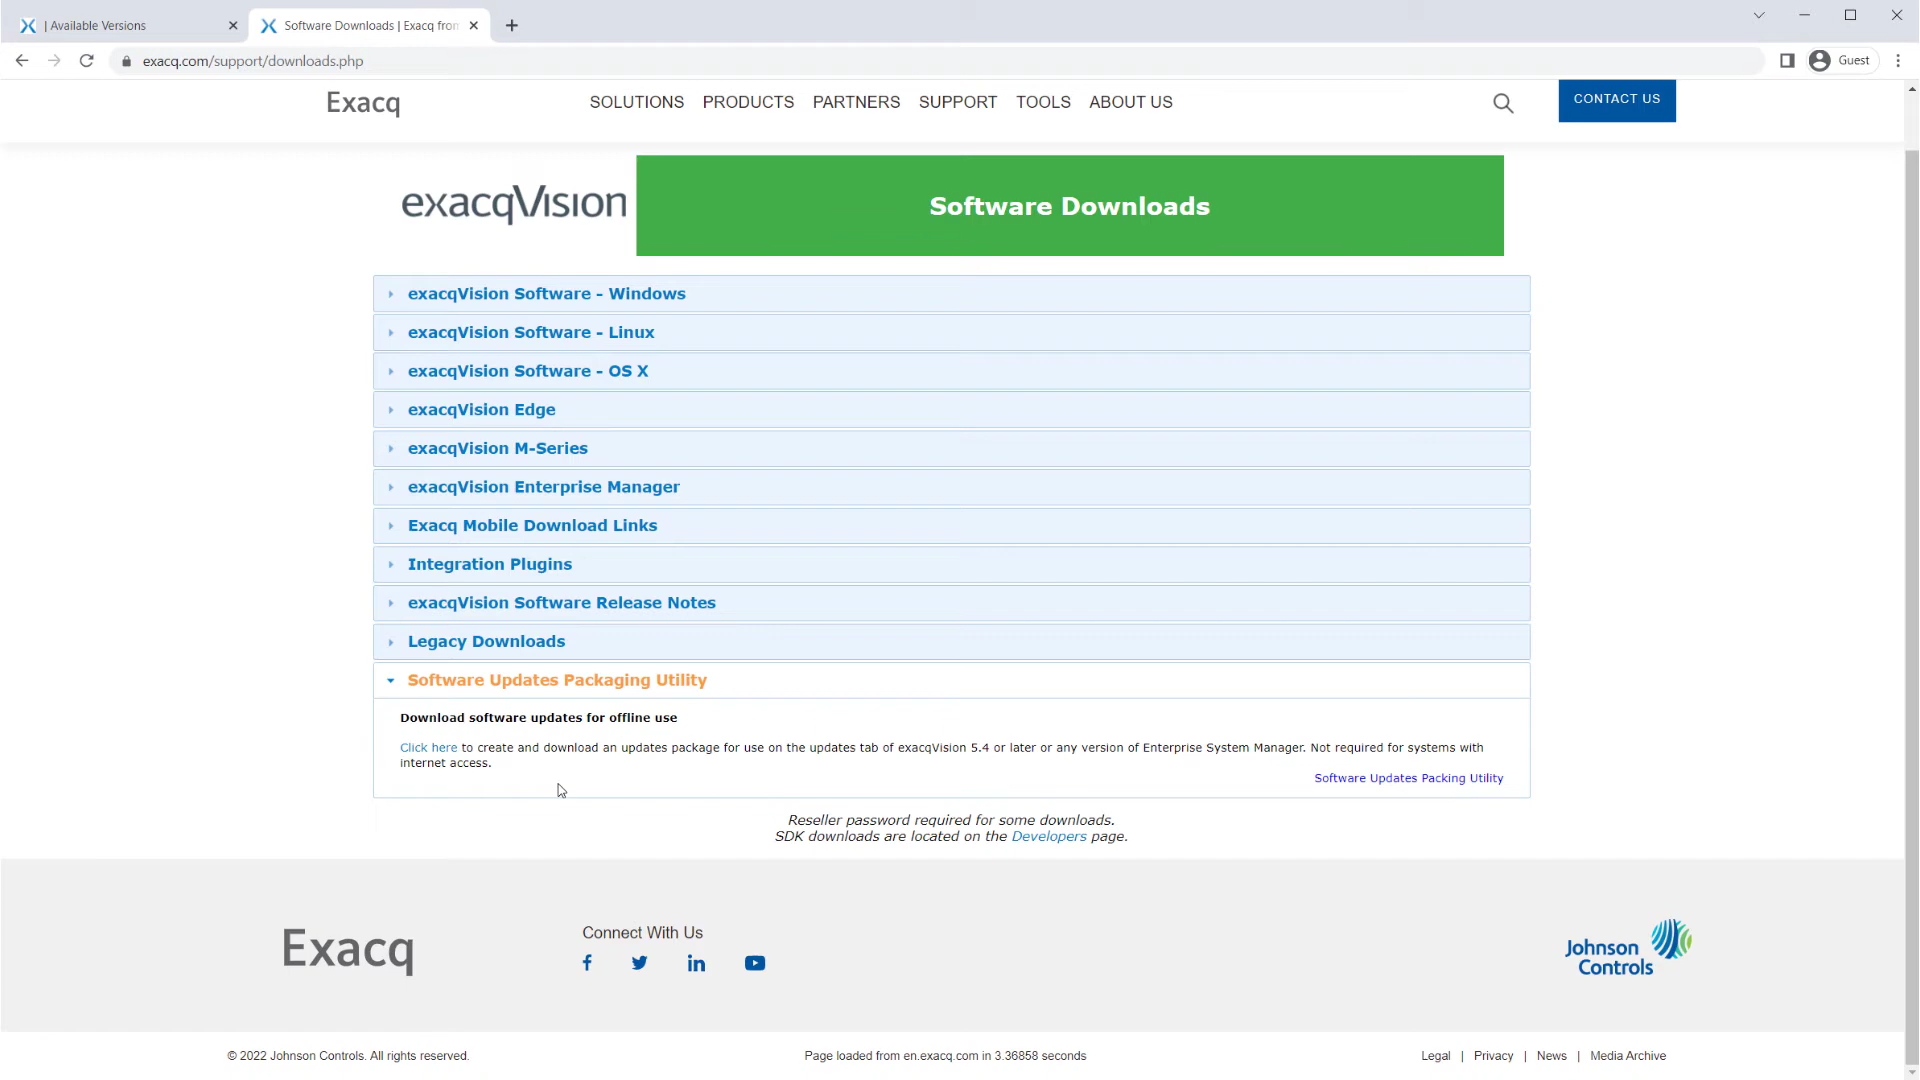 | Available Versions
Software Downloads | Exacq from
exacq.com/support/downloads.php
Guest
Exacq
SOLUTIONS PRODUCTS PARTNERS SUPPORT TOOLS ABOUT US
CONTACT US
exacqVision
Software Downloads
exacqVision Software - Windows
exacqVision Software - Linux
exacqVision Software - OS X
exacqVision Edge
exacqVision M-Series
exacqVision Enterprise Manager
Exacq Mobile Download Links
Integration Plugins
exacqVision Software Release Notes
Legacy Downloads
Software Updates Packaging Utility
Download software updates for offline use
Click here to create and download an updates package for use on the updates tab of exacqVision 5.4 or later or any version of Enterprise System Manager. Not required for systems with
internet access.
Software Updates Packing Utility
Reseller password required for some downloads.
SDK downloads are located on the Developers page.
Exacq
Connect With Us
Johnson
Controls
© 2022 Johnson Controls. All rights reserved.
Page loaded from en.exacq.com in 3.36858 seconds
Legal | Privacy | News | Media Archive